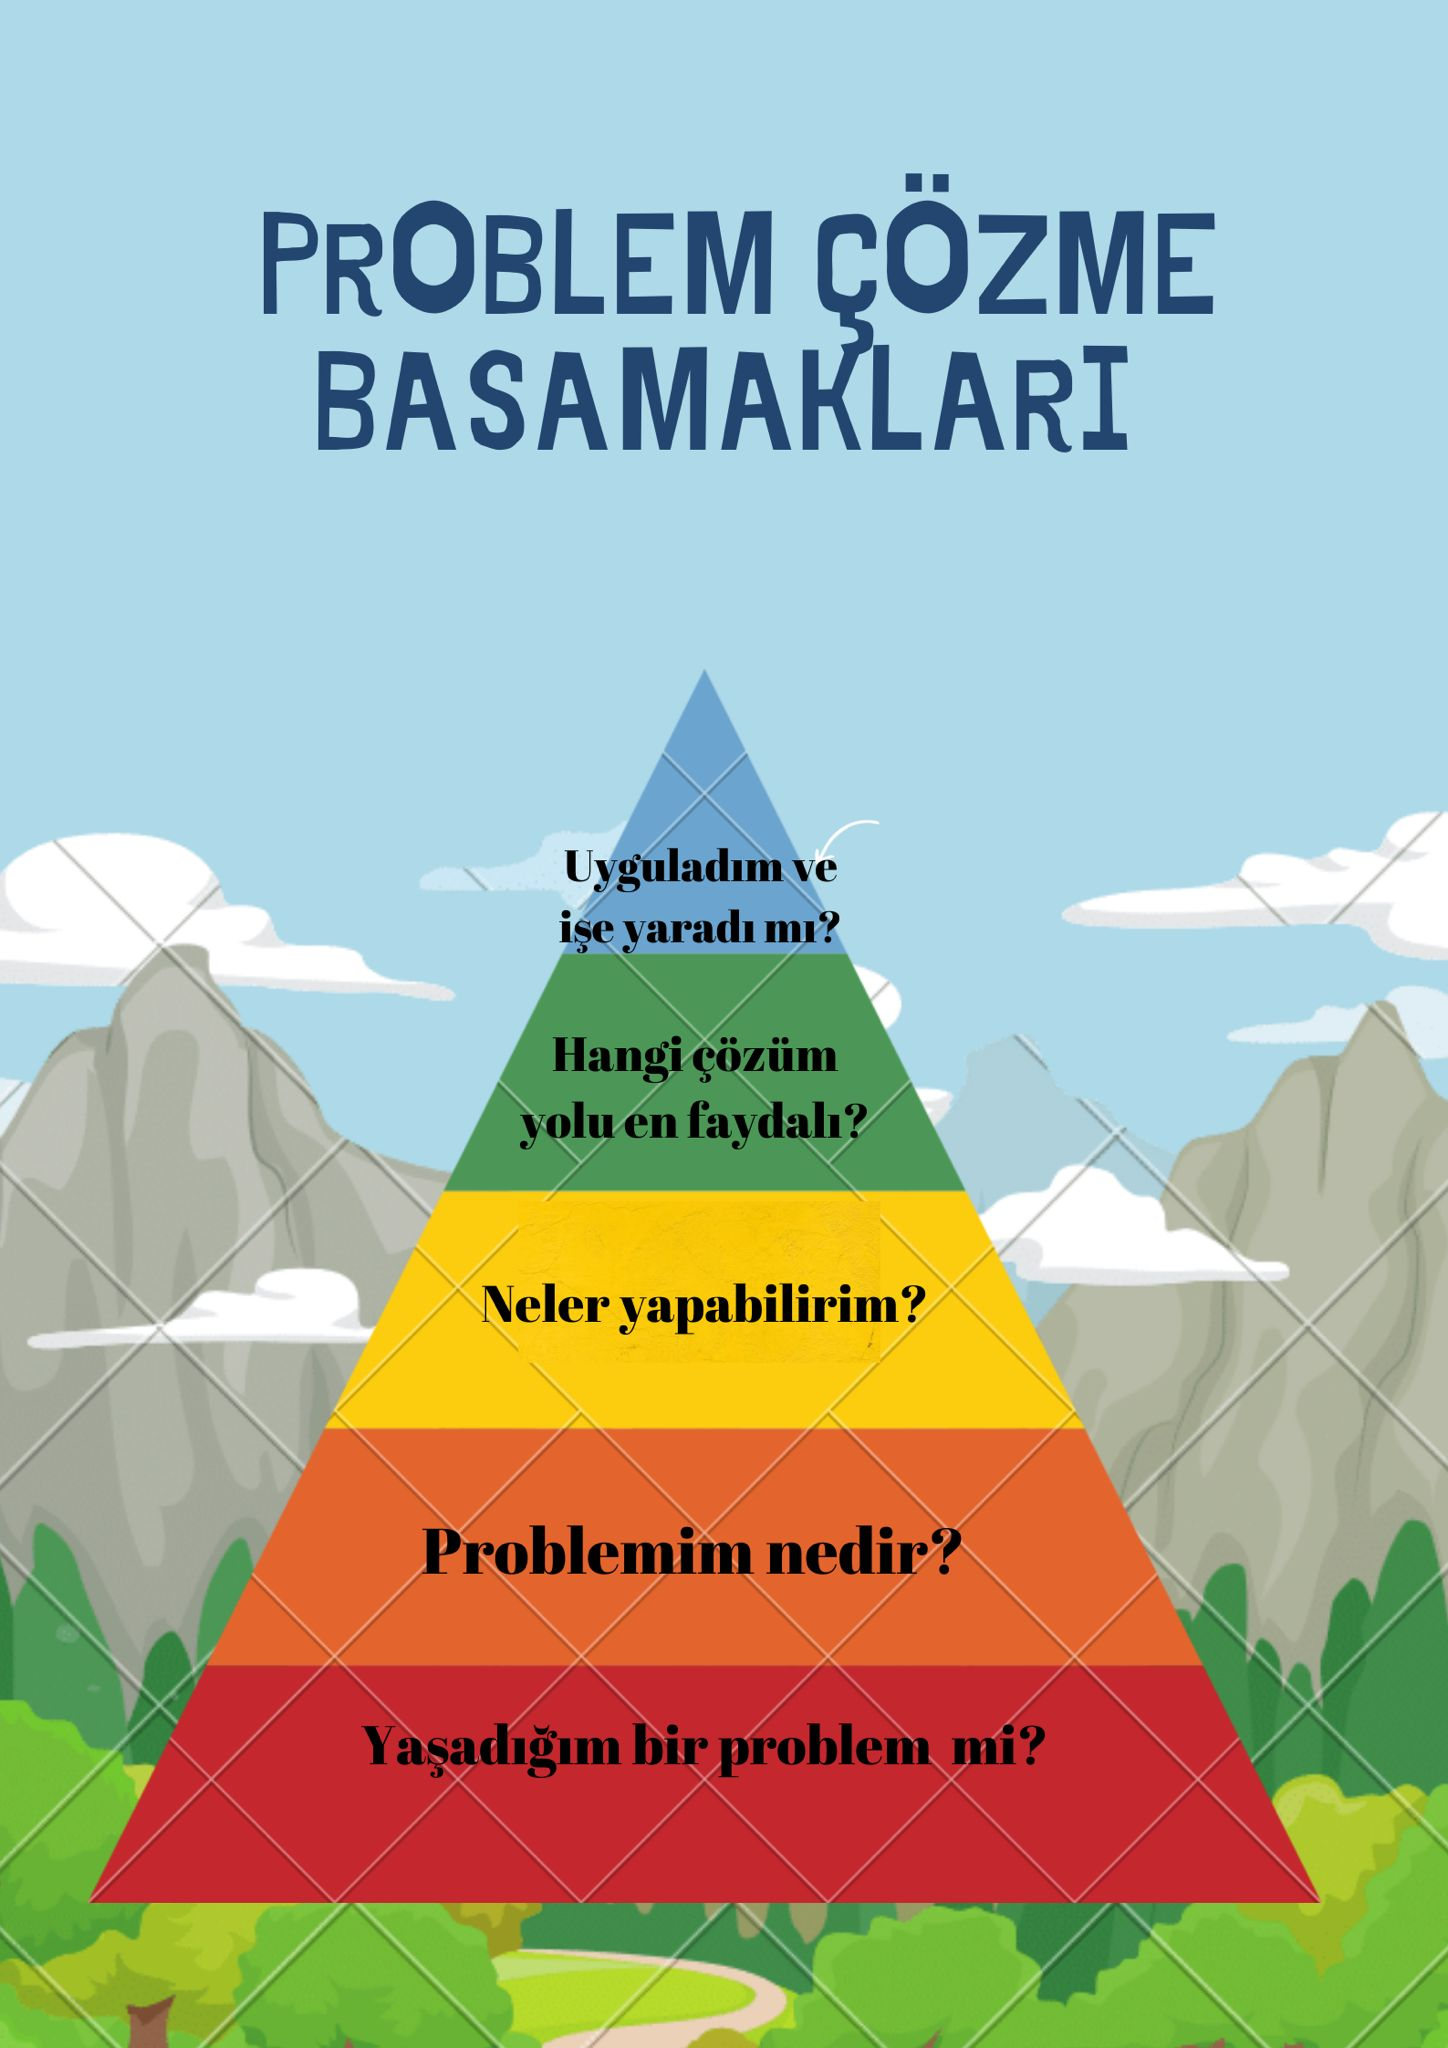 PROBLEM ÇÖZME
BASAMAKLARI
Uyguladım ve
işe yaradı mı?
Hangi çözüm
yolu en faydalı?
Neler yapabilirim?
Problemim nedir?
Yaşadığım bir problem mi?